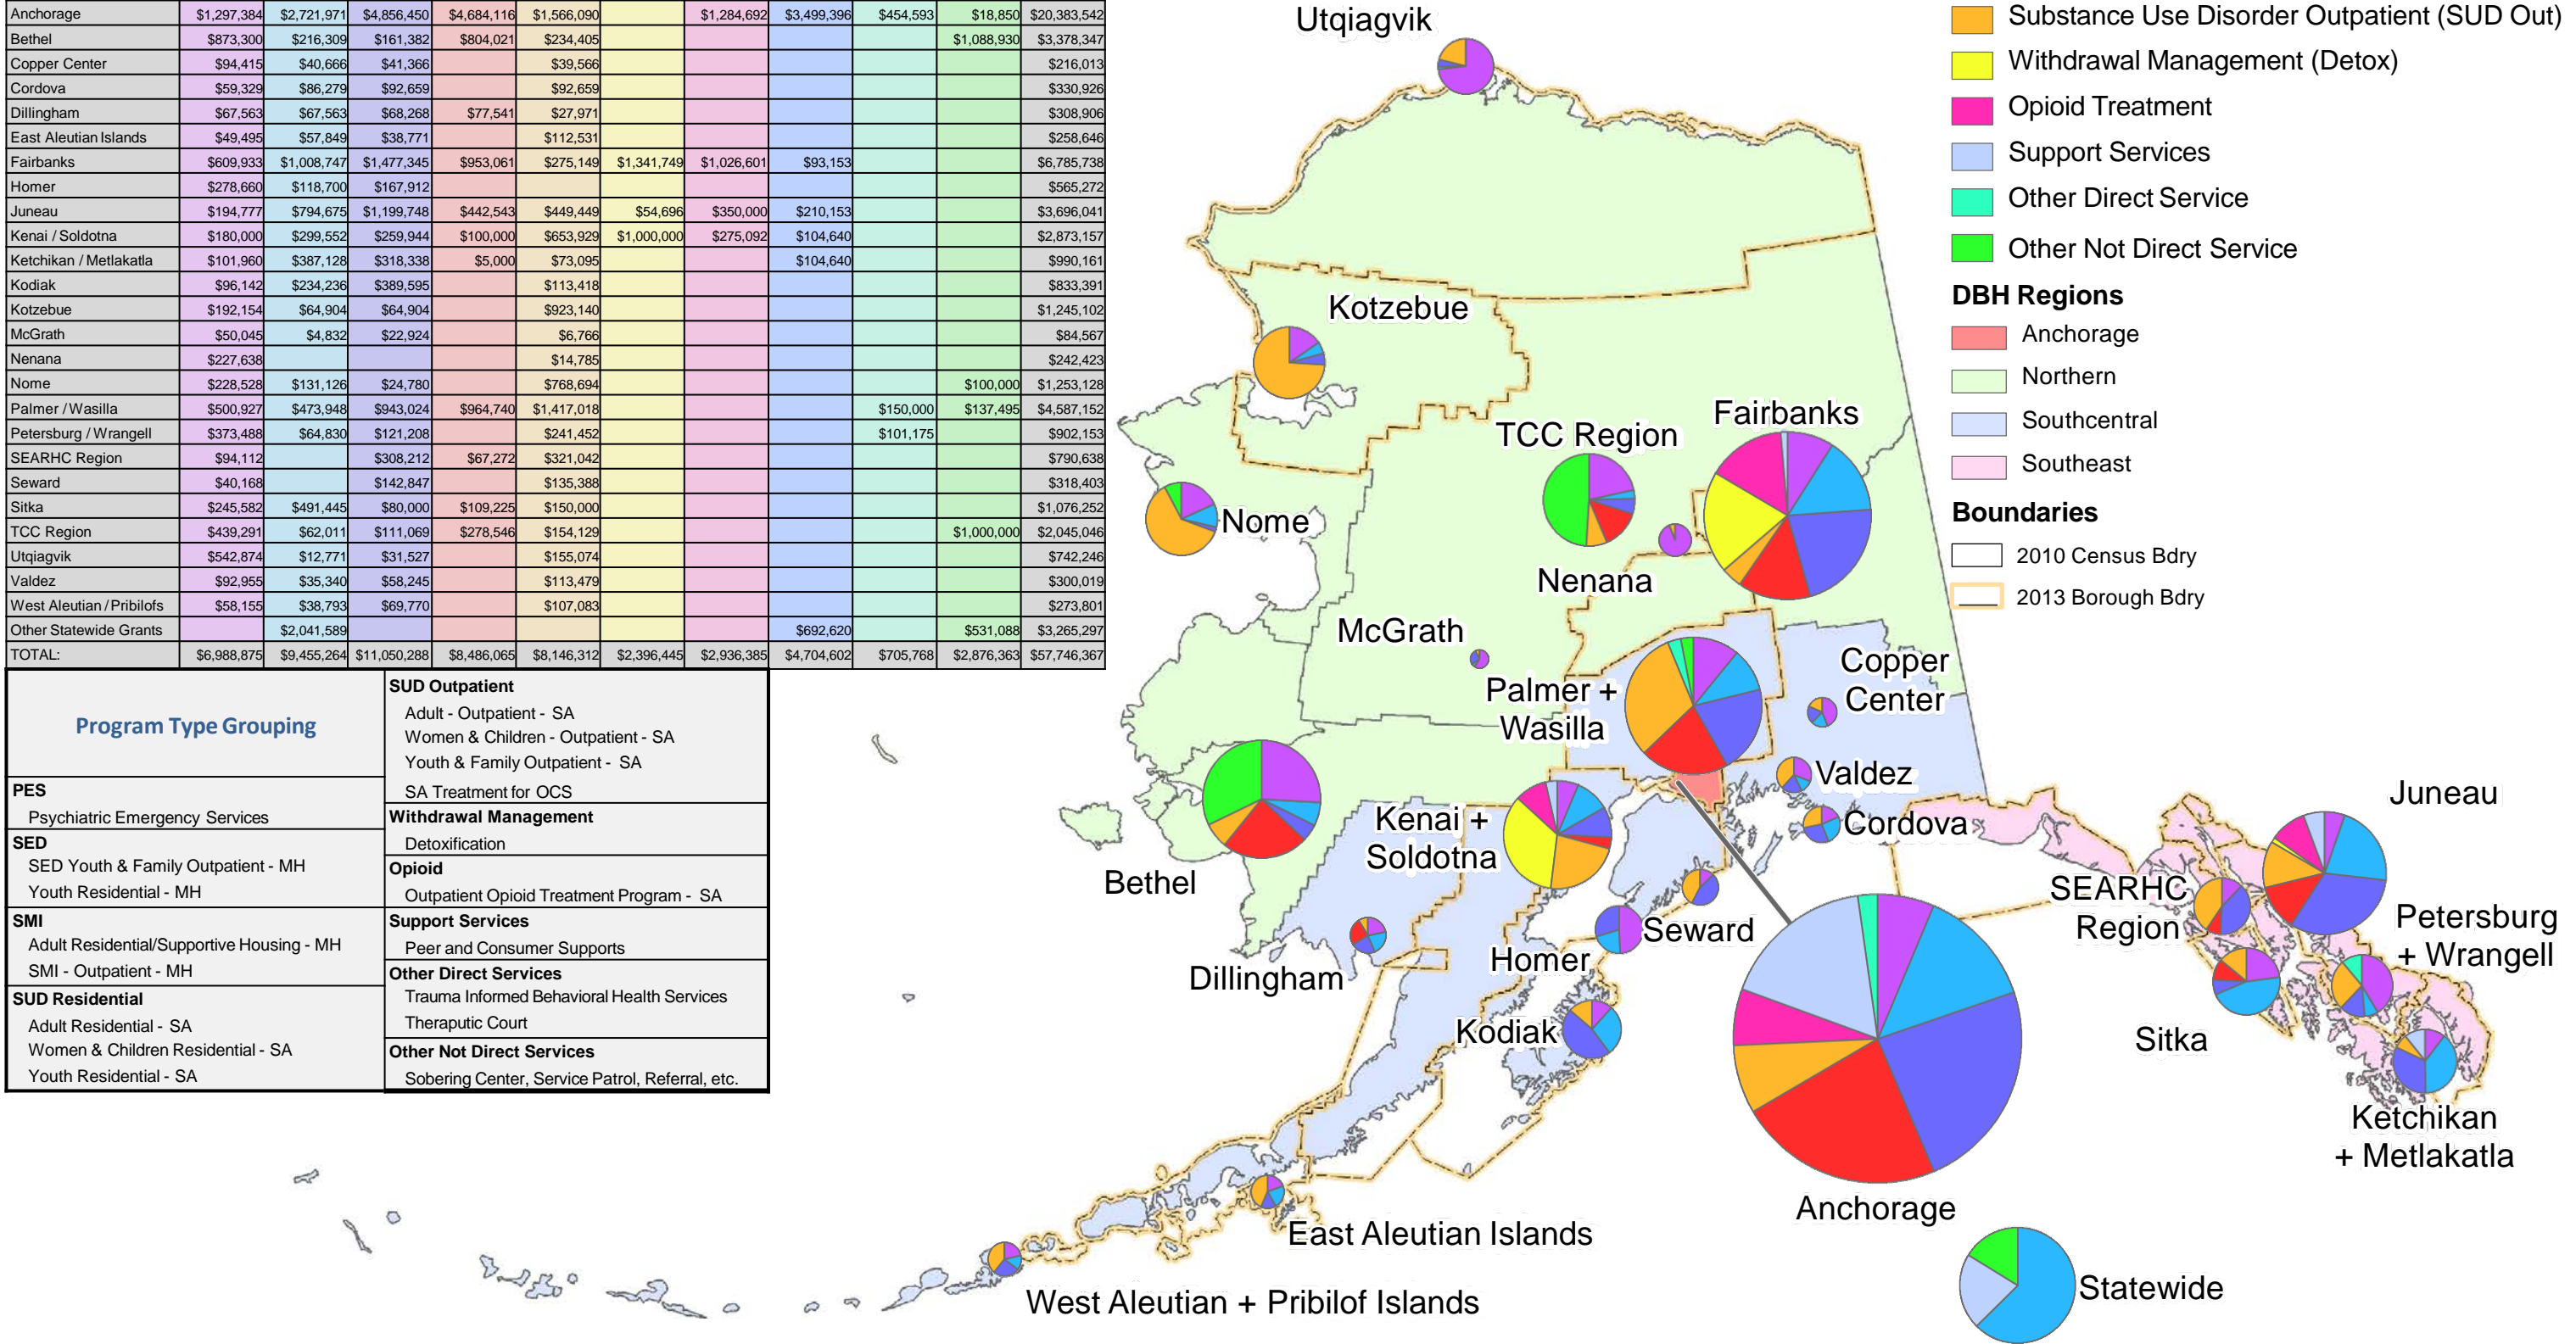 Anchorage $1,297,384 $2,721,971 $4,856,450 $4,684,116 $1,566,090 $1,284,692 $3,499,396 $454,593 $18,850 $20,383,542
Bethel $873,300 $216,309 $161,382 $804,021 $234,405 $1,088,930 $3,378,347
Copper Center $94,415 $40,666 $41,366 $39,566 $216,013
Cordova $59,329 $86,279 $92,659 $92,659 $330,926
Dillingham $67,563 $67,563 $68,268 $77,541 $27,971 $308,906
East Aleutian Islands $49,495 $57,849 $38,771 $112,531 $258,646
Fairbanks $609,933 $1,008,747 $1,477,345 $953,061 $275,149 $1,341,749 $1,026,601 $93,153 $6,785,738
Homer $278,660 $118,700 $167,912 $565,272
Juneau $194,777 $794,675 $1,199,748 $442,543 $449,449 $54,696 $350,000 $210,153 $3,696,041
Kenai / Soldotna $180,000 $299,552 $259,944 $100,000 $653,929 $1,000,000 $275,092 $104,640 $2,873,157
Ketchikan / Metlakatla $101,960 $387,128 $318,338 $5,000 $73,095 $104,640 $990,161
Kodiak $96,142 $234,236 $389,595 $113,418 $833,391
Kotzebue $192,154 $64,904 $64,904 $923,140 $1,245,102
McGrath $50,045 $4,832 $22,924 $6,766 $84,567
Nenana $227,638 $14,785 $242,423
Nome $228,528 $131,126 $24,780 $768,694 $100,000 $1,253,128
Palmer / Wasilla $500,927 $473,948 $943,024 $964,740 $1,417,018 $150,000 $137,495 $4,587,152
Petersburg / Wrangell $373,488 $64,830 $121,208 $241,452 $101,175 $902,153
SEARHC Region $94,112 $308,212 $67,272 $321,042 $790,638
Seward $40,168 $142,847 $135,388 $318,403
Sitka $245,582 $491,445 $80,000 $109,225 $150,000 $1,076,252
TCC Region $439,291 $62,011 $111,069 $278,546 $154,129 $1,000,000 $2,045,046
Utqiagvik $542,874 $12,771 $31,527 $155,074 $742,246
Valdez $92,955 $35,340 $58,245 $113,479 $300,019
West Aleutian / Pribilofs $58,155 $38,793 $69,770 $107,083 $273,801
Other Statewide Grants $2,041,589 $692,620 $531,088 $3,265,297
TOTAL: $6,988,875 $9,455,264 $11,050,288 $8,486,065 $8,146,312 $2,396,445 $2,936,385 $4,704,602 $705,768 $2,876,363 $57,746,367
Program Type Grouping
PES
Psychiatric Emergency Services
SED
SED Youth & Family Outpatient - MH
Youth Residential - MH
SMI
Adult Residential/Supportive Housing - MH
SMI - Outpatient - MH
SUD Residential
Adult Residential - SA
Women & Children Residential - SA
Youth Residential - SA
SUD Outpatient
Adult - Outpatient - SA
Women & Children - Outpatient - SA
Youth & Family Outpatient - SA
SA Treatment for OCS
Withdrawal Management
Detoxification
Opioid
Outpatient Opioid Treatment Program - SA
Support Services
Peer and Consumer Supports
Other Direct Services
Trauma Informed Behavioral Health Services
Theraputic Court
Other Not Direct Services
Sobering Center, Service Patrol, Referral, etc.
Utqiagvik
Kotzebue
TCC Region
Fairbanks
Nome
Nenana
McGrath
Palmer +
Wasilla
Copper
Center
Valdez
Cordova
Kenai +
Soldotna
Bethel
Dillingham
Homer
Seward
Kodiak
Juneau
SEARHC
Region
Petersburg
+ Wrangell
Sitka
Ketchikan
+ Metlakatla
Anchorage
East Aleutian Islands
West Aleutian + Pribilof Islands
Statewide
Substance Use Disorder Outpatient (SUD Out)
Withdrawal Management (Detox)
Opioid Treatment
Support Services
Other Direct Service
Other Not Direct Service
DBH Regions
Anchorage
Northern
Southcentral
Southeast
Boundaries
2010 Census Bdry
2013 Borough Bdry